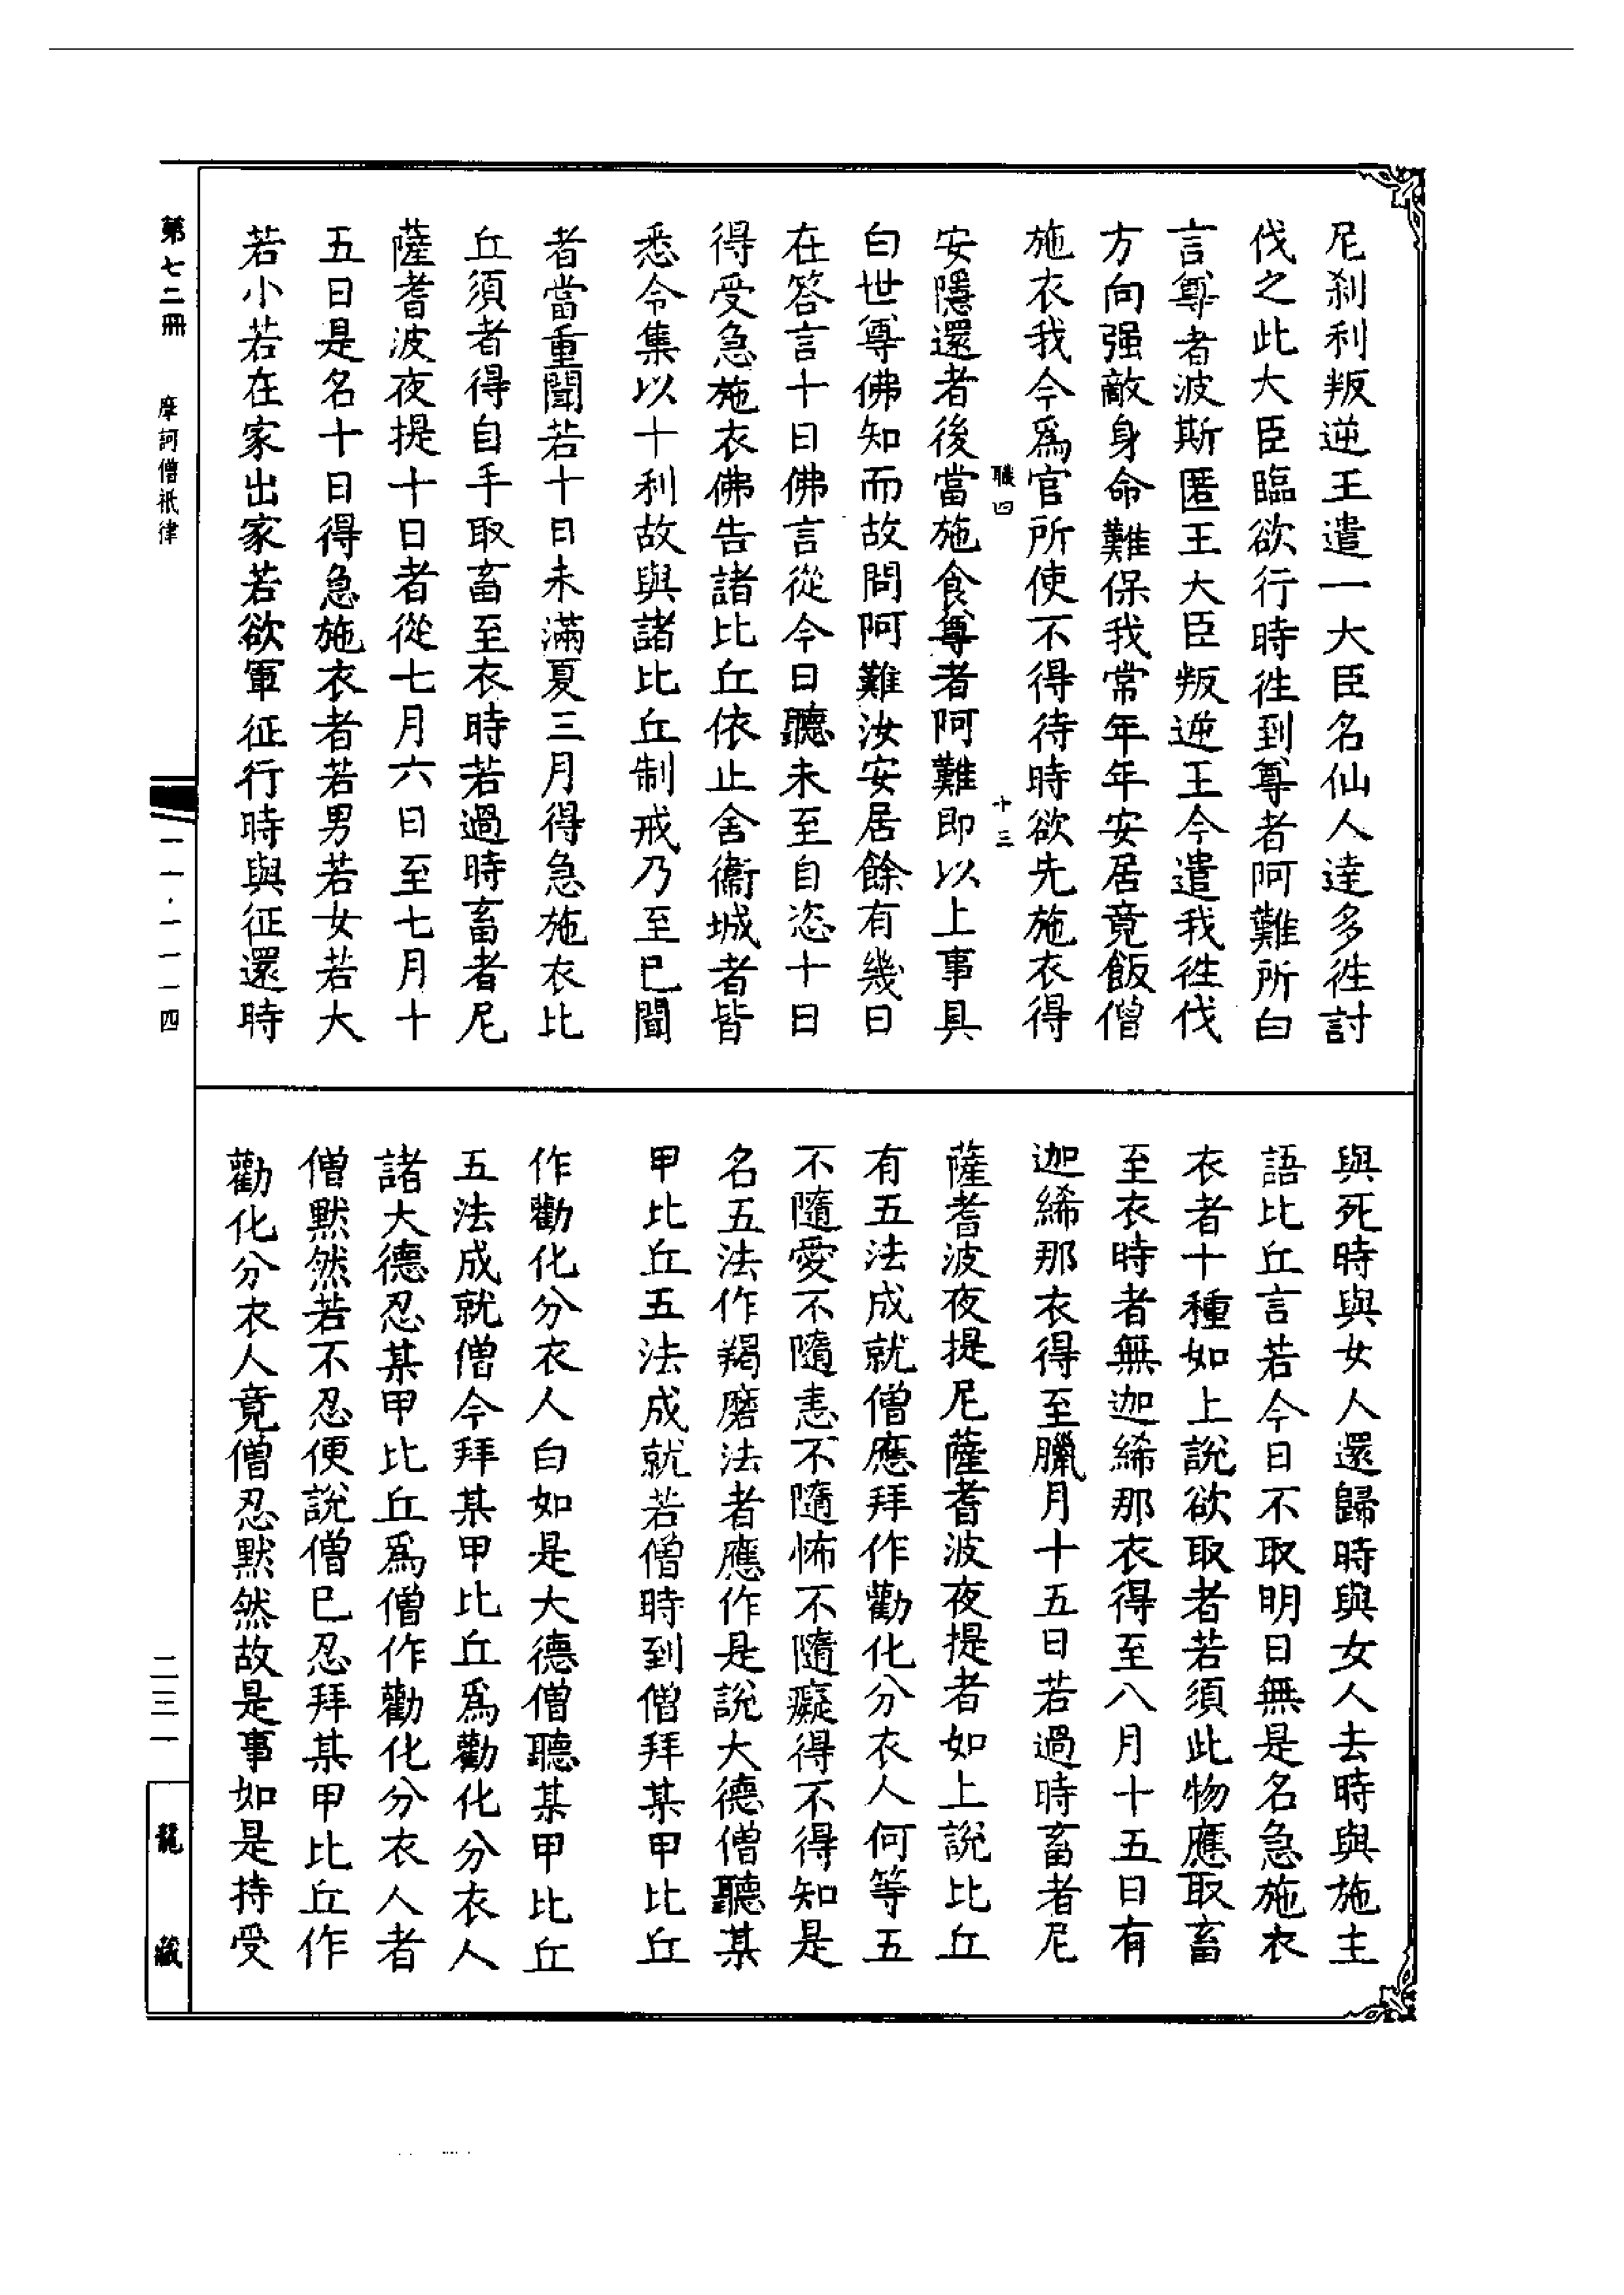 尼刹利叛逆王遣一大臣名仙人達多徃討
伐之此大臣臨欲行時徃到尊者阿難所白
言尊者波斯匿王大臣叛逆王今遣我徃伐
方向强敵身命難保我常年年安居竟飯僧
施衣我今爲官所使不得待時欲先施衣得
職四 十三
安隱還者後當施食尊者阿難即以上事具
白世尊佛知而故問阿難汝安居餘有幾日
在答言十日佛言從今日聽未至自恣十日
得受急施衣佛告諸比丘依止舍衞城者皆
悉令集以十利故與諸比丘制戒乃至已聞
者當重聞若十日未滿夏三月得急施衣比
丘須者得自手取畜至衣時若過時畜者尼
薩耆波夜提十日者從七月六日至七月十
五日是名十日得急施衣者若男若女若大
若小若在家出家若欲軍征行時與征還時
與死時與女人還歸時與女人去時與施主
語比丘言若今日不取明日無是名急施衣
衣者十種如上說欲取者若須此物應取畜
至衣時者無迦絺那衣得至八月十五日有
迦絺那衣得至臘月十五日若過時畜者尼
薩耆波夜提尼薩耆波夜提者如上說比丘
有五法成就僧應拜作勸化分衣人何等五
不隨愛不隨恚不隨怖不隨癡得不得知是
名五法作羯磨法者應作是說大德僧聽某
甲比丘五法成就若僧時到僧拜某甲比丘
作勸化分衣人白如是大德僧聽某甲比丘
五法成就僧今拜某甲比丘爲勸化分衣人
諸大德忍某甲比丘爲僧作勸化分衣人者
僧默然若不忍便說僧已忍拜某甲比丘作
勸化分衣人竟僧忍默然故是事如是持受
第七二冊 摩訶僧祇律 一一·一一一四 二三一 龍藏